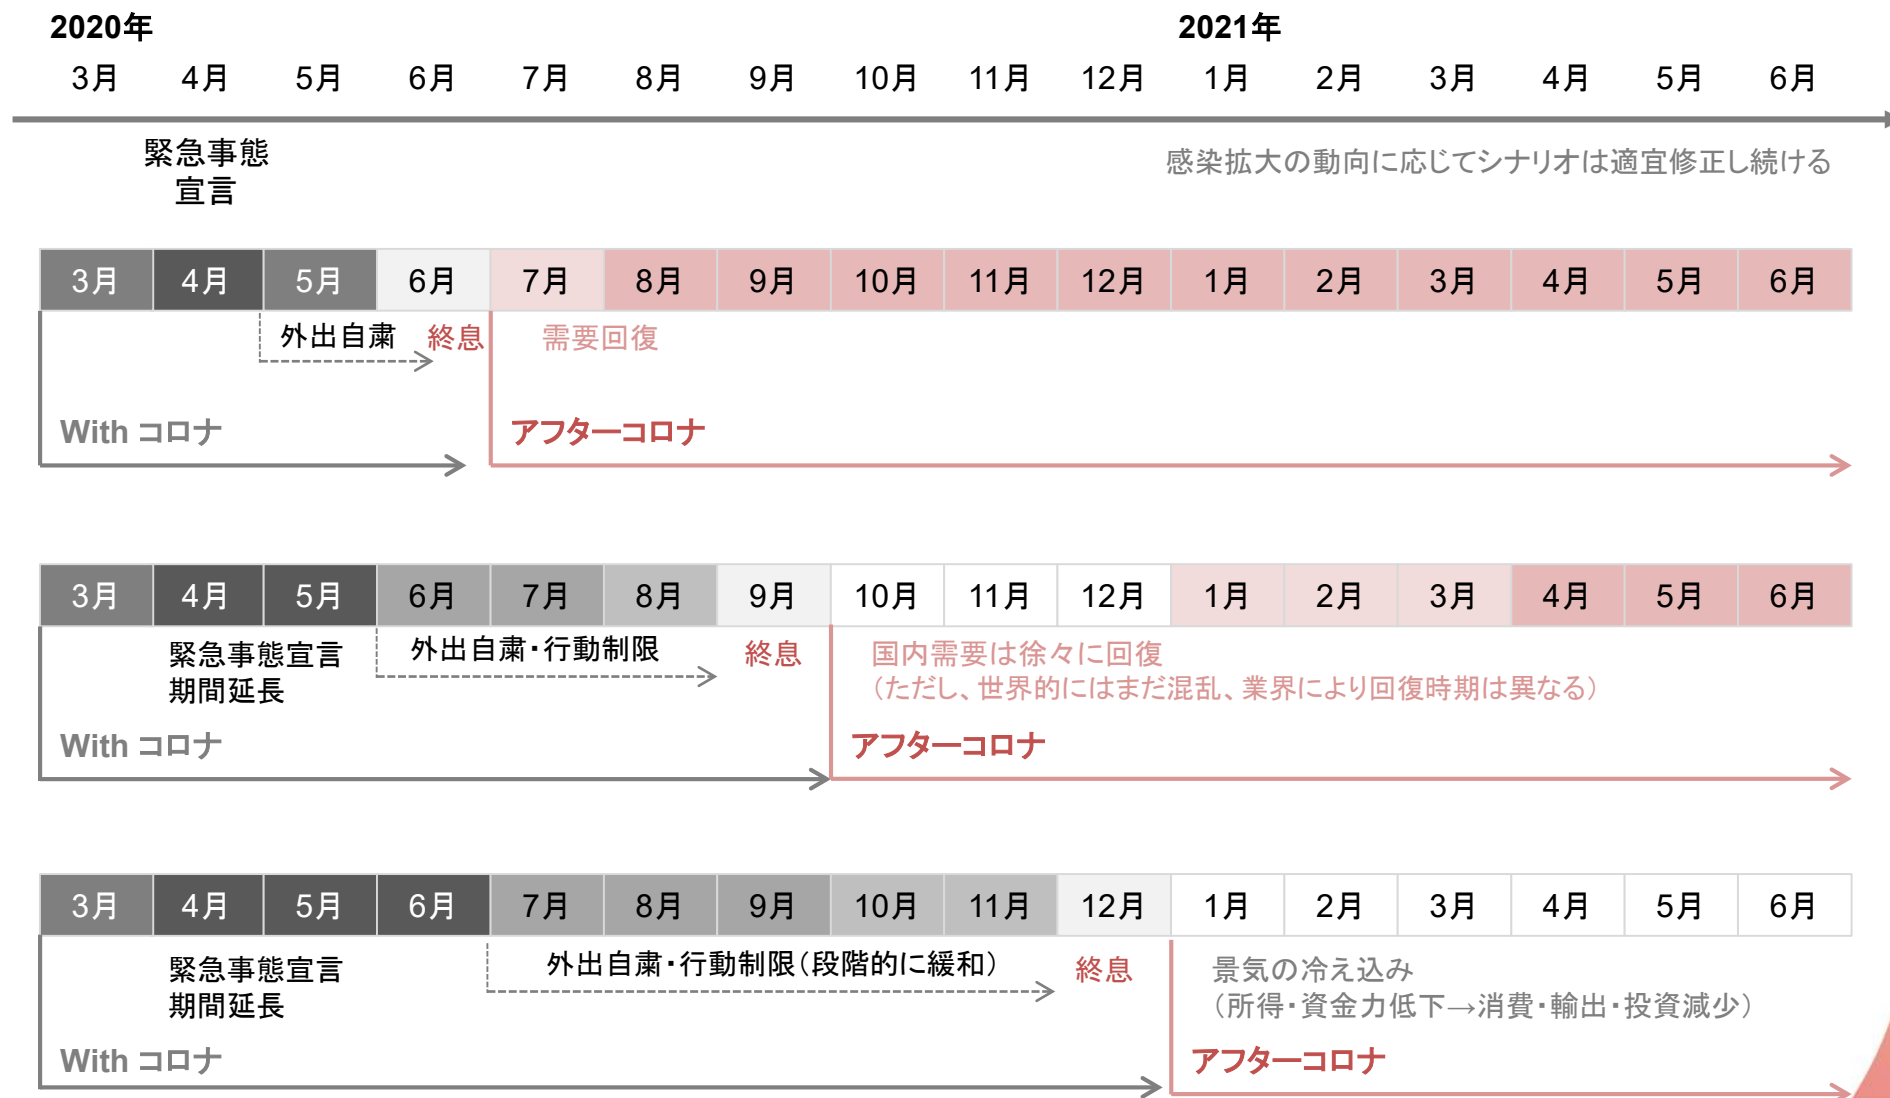 2020年 2021年
3月 4月 5月 6月 7月 8月 9月 10月 11月 12月 1月 2月 3月 4月 5月 6月
緊急事態
宣言
感染拡大の動向に応じてシナリオは適宜修正し続ける
3月 4月 5月 6月 7月 8月 9月 10月 11月 12月 1月 2月 3月 4月 5月 6月
外出自粛 終息 需要回復
With コロナ アフターコロナ
3月 4月 5月 6月 7月 8月 9月 10月 11月 12月 1月 2月 3月 4月 5月 6月
緊急事態宣言
期間延長
外出自粛・行動制限
終息
国内需要は徐々に回復
（ただし、世界的にはまだ混乱、業界により回復時期は異なる）
With コロナ アフターコロナ
3月 4月 5月 6月 7月 8月 9月 10月 11月 12月 1月 2月 3月 4月 5月 6月
緊急事態宣言
期間延長
外出自粛・行動制限（段階的に緩和）
終息
景気の冷え込み
（所得・資金力低下→消費・輸出・投資減少）
With コロナ アフターコロナ